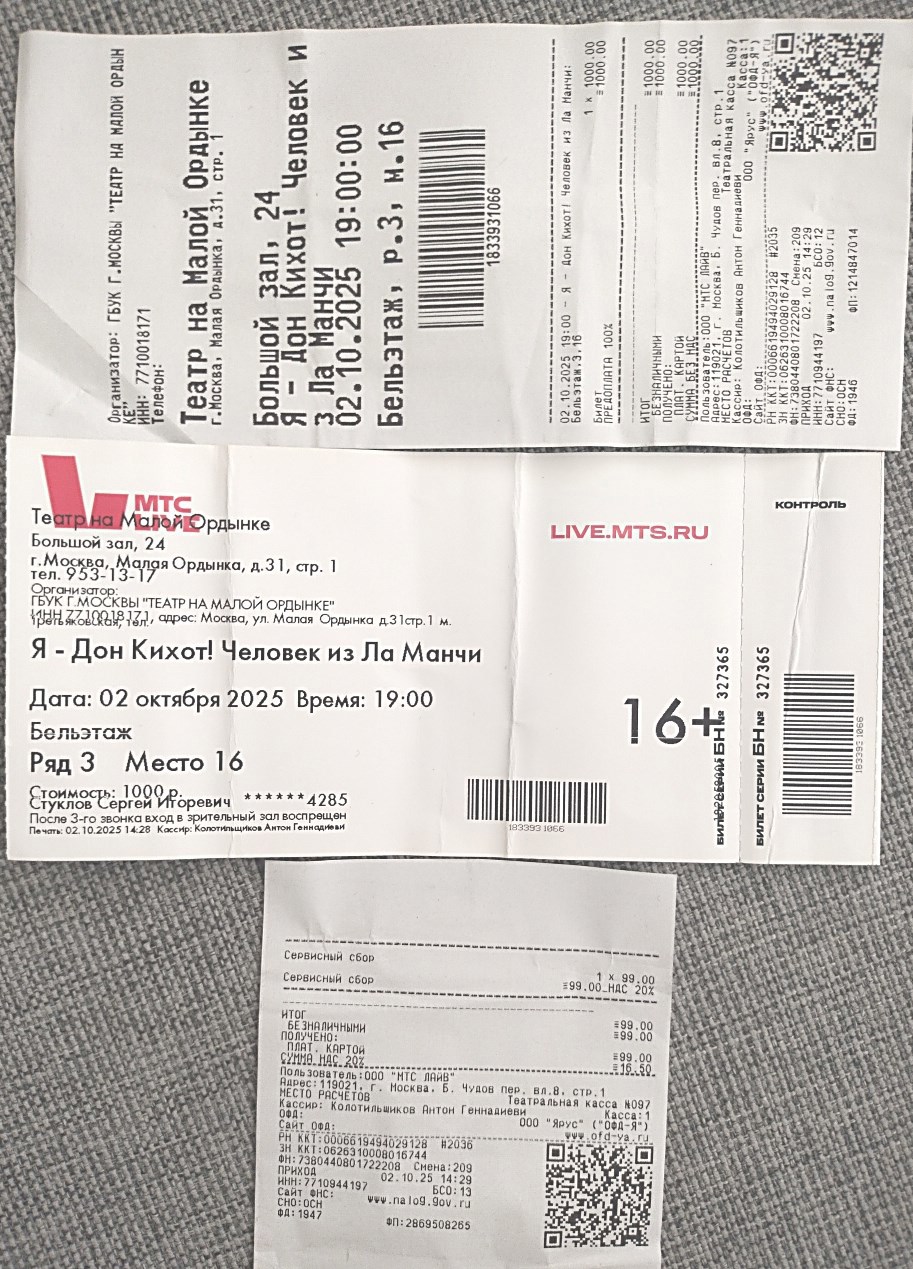 Организатор: ГБУК Г.МОСКВЫ "ТЕАТР НА МАЛОЙ ОРДЫН
КЕ"
ИНН: 7710018171
Телефон:
Театр на Малой Ордынке
г.Москва, Малая Ордынка, д.31, стр. 1
Большой зал, 24
Я - Дон Кихот! Человек и
з Ла Манчи
02.10.2025 19:00:00
Бельэтаж, р.3, м.16
1833931066
02.10.2025 19:00 - Я - Дон Кихот! Человек из Ла Манчи:
Бельэтаж.3.16
1 x 1000.00
Билет ≡1000.00
ПРЕДОПЛАТА 100%
ИТОГ ≡1000.00
БЕЗНАЛИЧНЫМИ ≡1000.00
ПОЛУЧЕНО:
ПЛАТ. КАРТОЙ ≡1000.00
СУММА БЕЗ НДС ≡1000.00
Пользователь:ООО "МТС ЛАЙВ"
Адрес:119021, г. Москва, Б. Чудов пер. вл.8, стр.1
МЕСТО РАСЧЕТОВ Театральная касса №097
Кассир: Колотильщиков Антон Геннадиеви Касса:1
ОФД: ООО "Ярус" ("ОФД-Я")
Сайт ОФД: www.ofd-ya.ru
РН ККТ:0006619494029128 #2035
ЗН ККТ:0626310008016744
ФН:7380440801722208 Смена:209
ПРИХОД 02.10.25 14:29
ИНН:7710944197 БСО:12
Сайт ФНС: www.nalog.gov.ru
СНО:ОСН
ФД:1946 ФП:1214847014
МТС
LIVE
Театр на Малой Ордынке
Большой зал, 24
г.Москва, Малая Ордынка, д.31, стр. 1
тел. 953-13-17
Организатор:
ГБУК Г.МОСКВЫ "ТЕАТР НА МАЛОЙ ОРДЫНКЕ"
ИНН 7710018171, адрес: Москва, ул. Малая Ордынка д.31стр.1 м.
Третьяковская, тел.
Я - Дон Кихот! Человек из Ла Манчи
Дата: 02 октября 2025 Время: 19:00
Бельэтаж
Ряд 3 Место 16
Стоимость: 1000 р.
Стуклов Сергей Игоревич ******4285
После 3-го звонка вход в зрительный зал воспрещен
Печать: 02.10.2025 14:28 Кассир: Колотильщиков Антон Геннадиеви
1833931066
LIVE.MTS.RU
16+
БИЛЕТ СЕРИИ БН № 327365
БИЛЕТ СЕРИИ БН № 327365
КОНТРОЛЬ
1833931066
Сервисный сбор
1 x 99.00
Сервисный сбор ≡99.00_НДС 20%
ИТОГ ≡99.00
БЕЗНАЛИЧНЫМИ ≡99.00
ПОЛУЧЕНО:
ПЛАТ. КАРТОЙ ≡99.00
СУММА НДС 20% ≡16.50
Пользователь:ООО "МТС ЛАЙВ"
Адрес:119021, г. Москва, Б. Чудов пер. вл.8, стр.1
МЕСТО РАСЧЕТОВ Театральная касса №097
Кассир: Колотильщиков Антон Геннадиеви Касса:1
ОФД: ООО "Ярус" ("ОФД-Я")
Сайт ОФД: www.ofd-ya.ru
РН ККТ:0006619494029128 #2035
ЗН ККТ:0626310008016744
ФН:7380440801722208 Смена:209
ПРИХОД 02.10.25 14:29
ИНН:7710944197 БСО:13
Сайт ФНС: www.nalog.gov.ru
СНО:ОСН
ФД:1947 ФП:2869508265